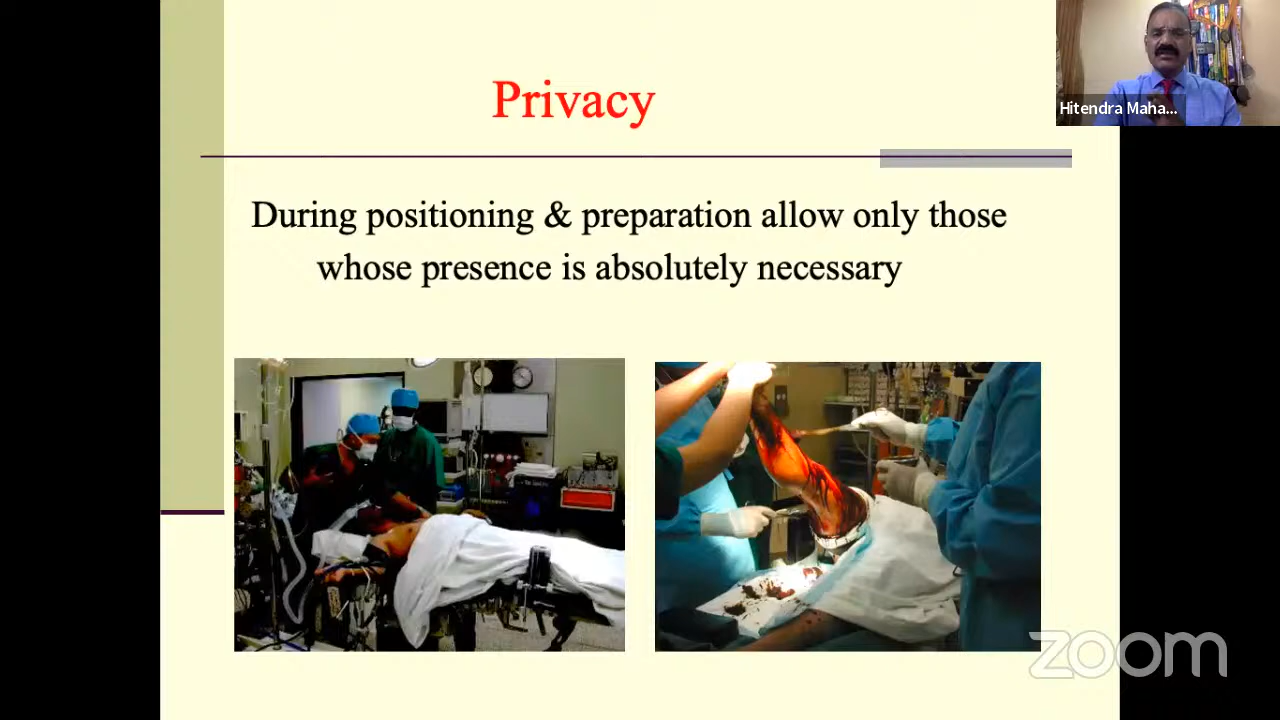 Privacy
Hitendra Maha...
During positioning & preparation allow only those
whose presence is absolutely necessary
zoom